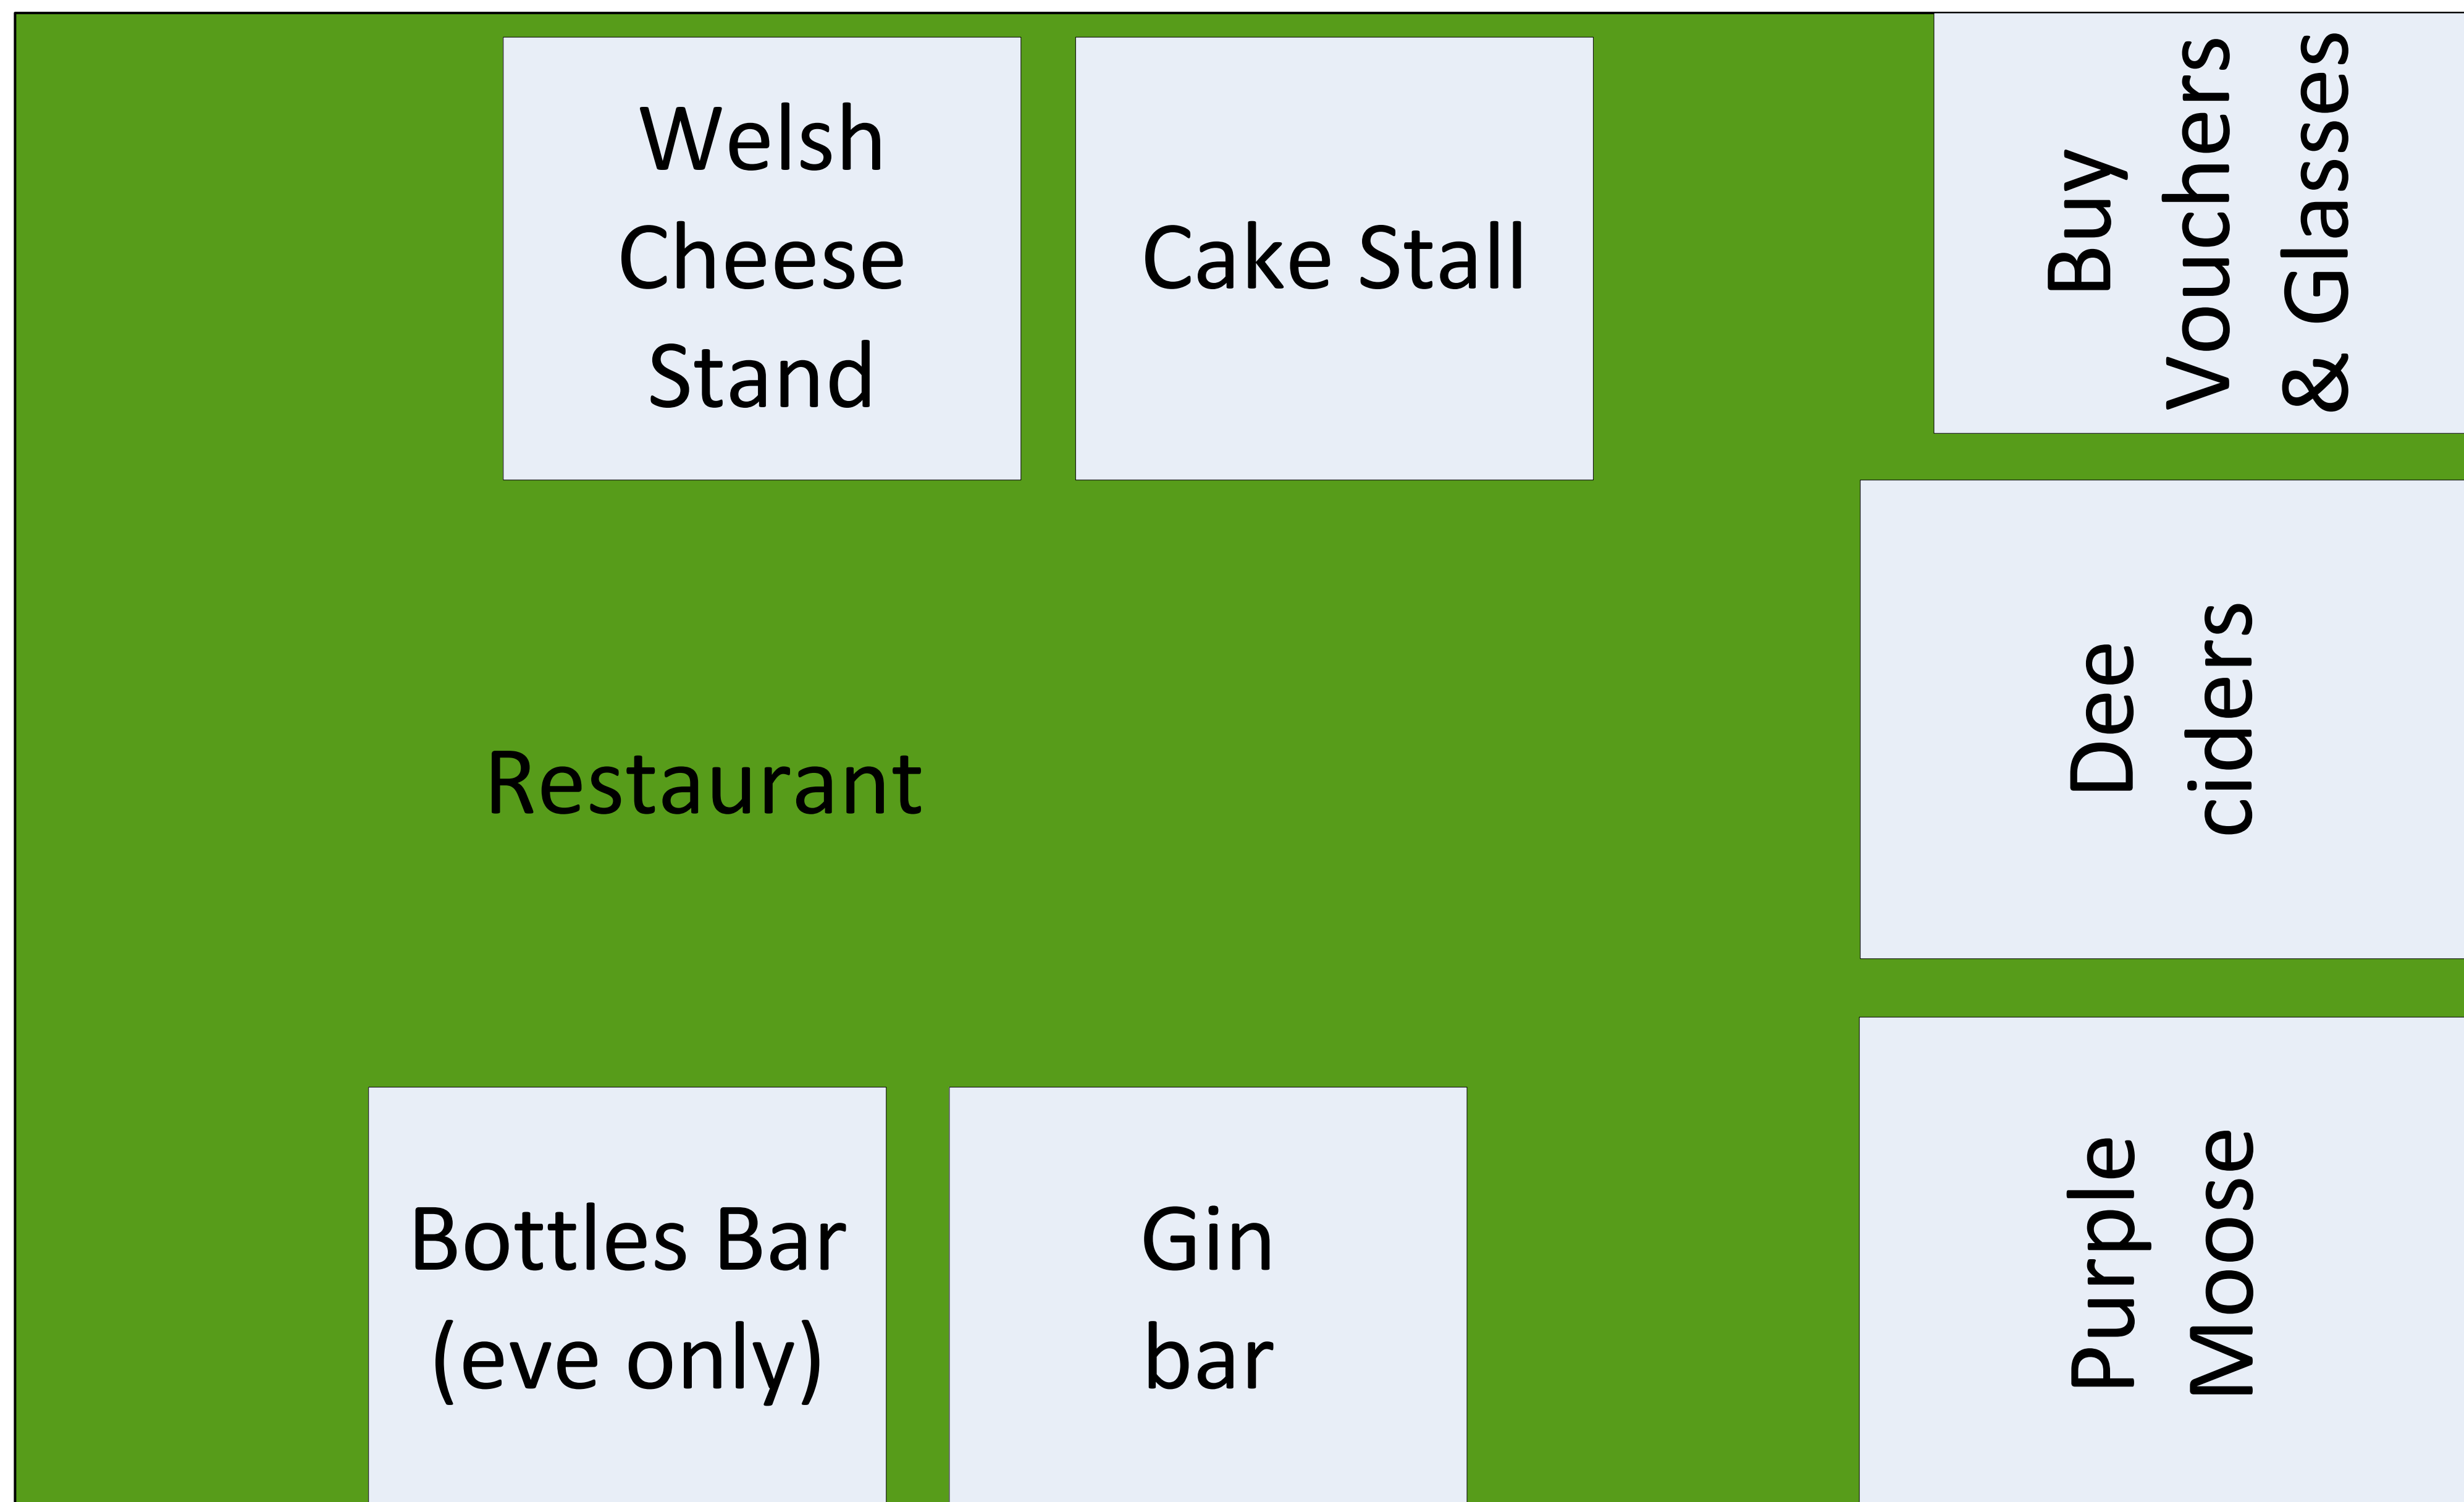 Welsh
Cheese
Stand
Cake Stall
Buy
Vouchers
& Glasses
Restaurant
Dee
ciders
Bottles Bar
(eve only)
Gin
bar
Purple
Moose